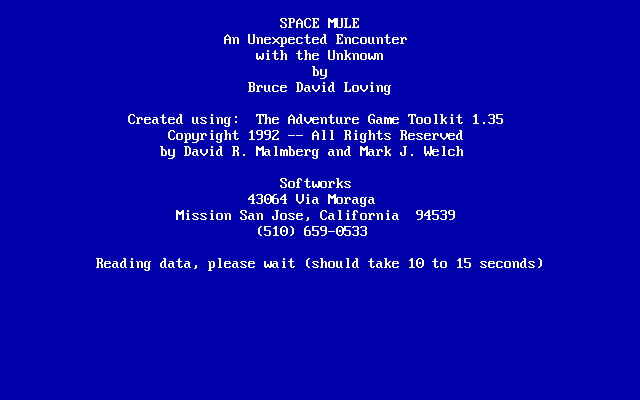 SPACE MULE
An Unexpected Encounter
with the Unknown
by
Bruce David Loving
Created using:  The Adventure Game Toolkit 1.35
Copyright 1992 -- All Rights Reserved
by David R. Malmberg and Mark J. Welch
Softworks
43064 Via Moraga
Mission San Jose, California  94539
(510) 659-0533
Reading data, please wait (should take 10 to 15 seconds)